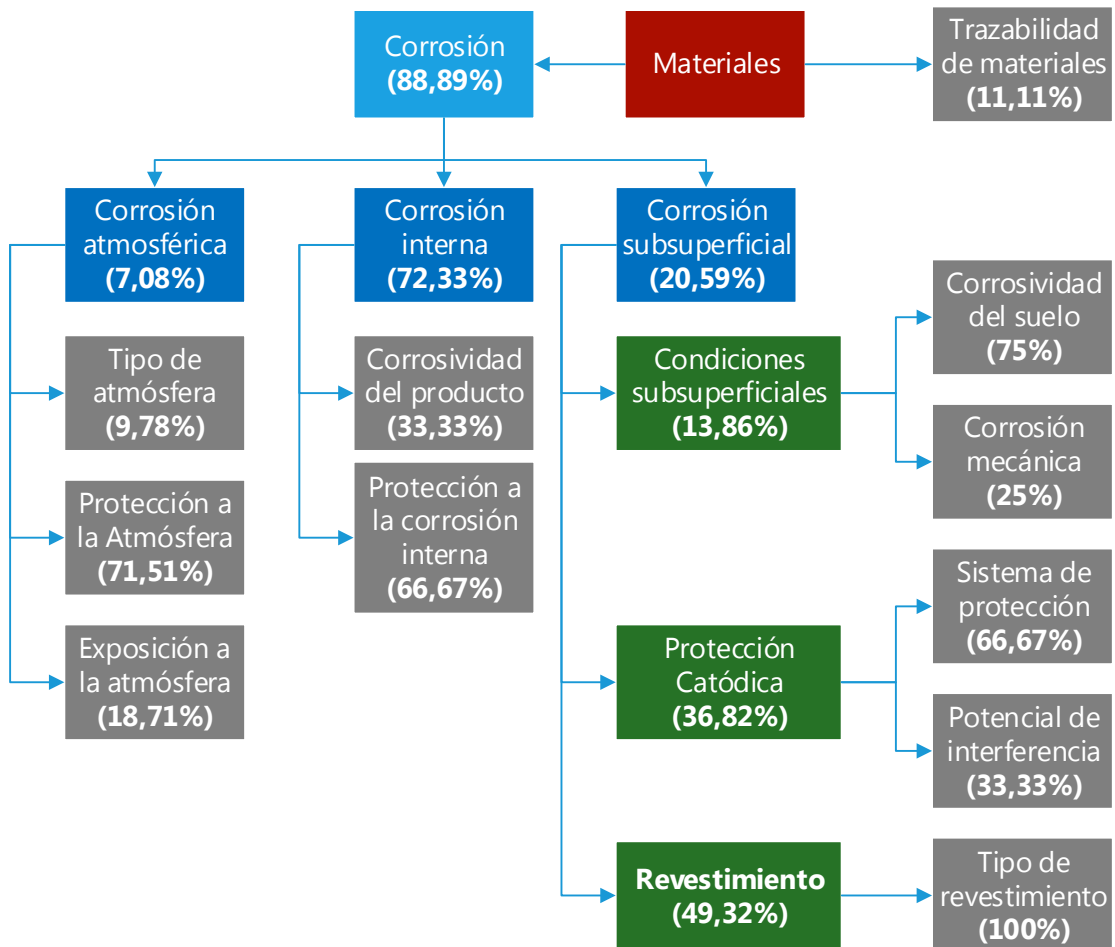 Corrosión
(88,89%)
Materiales
Trazabilidad
de materiales
(11,11%)
Corrosión
atmosférica
(7,08%)
Corrosión
interna
(72,33%)
Corrosión
subsuperficial
(20,59%)
Tipo de
atmósfera
(9,78%)
Protección a
la Atmósfera
(71,51%)
Exposición a
la atmósfera
(18,71%)
Corrosividad
del producto
(33,33%)
Protección a
la corrosión
interna
(66,67%)
Condiciones
subsuperficiales
(13,86%)
Corrosividad
del suelo
(75%)
Corrosión
mecánica
(25%)
Protección
Catódica
(36,82%)
Sistema de
protección
(66,67%)
Potencial de
interferencia
(33,33%)
Revestimiento
(49,32%)
Tipo de
revestimiento
(100%)